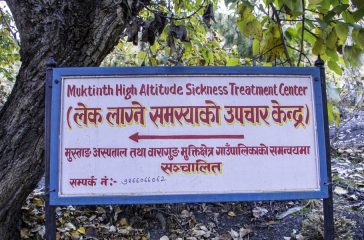 Muktinth High Altitude Sickness Treatment Center
(लेक लाग्ने समस्याको उपचार केन्द्र)
मुस्ताङ अस्पताल तथा वारागुङ मुक्तिक्षेत्र गाउँपालिकाको समन्वयमा
सञ्चालित
सम्पर्क नं: